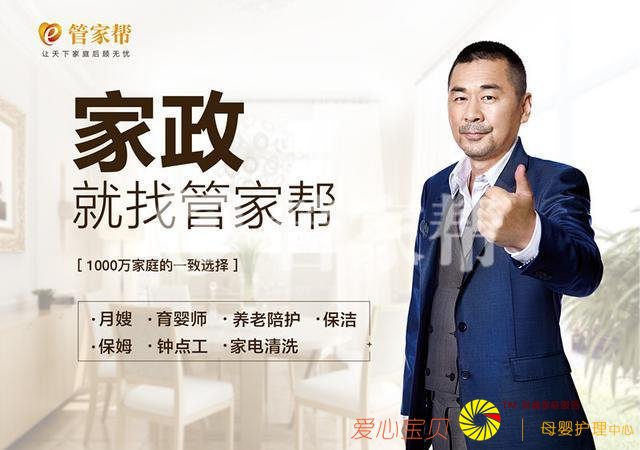 管家帮
让天下家庭后顾无忧
家政
就找管家帮
[ 1000万家庭的一致选择 ]
·月嫂 ·育婴师 ·养老陪护 ·保洁
·保姆 ·钟点工 ·家电清洗
爱心宝贝
母婴护理中心